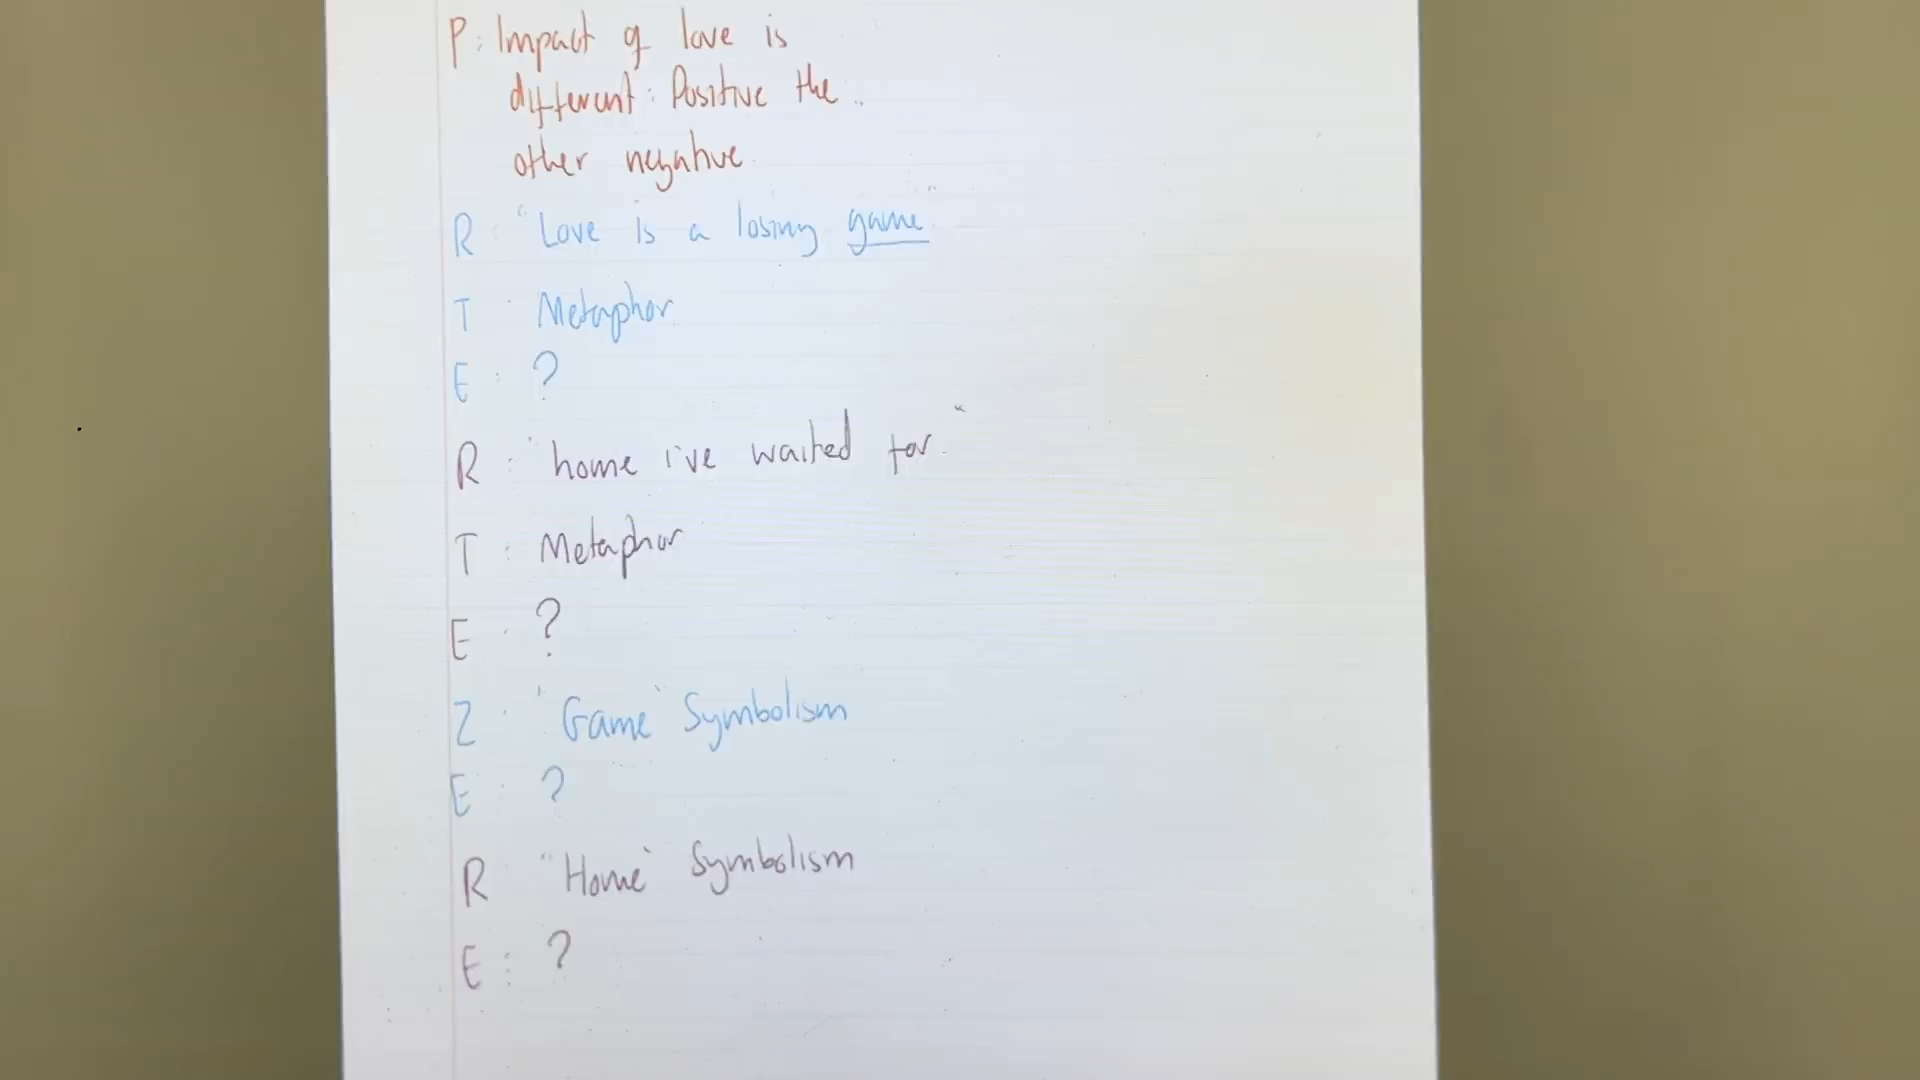 P: Impact of love is
different: Positive the
other negative
R: "Love is a losing game"
T: Metaphor
E: ?
R: "home i've waited for"
T: Metaphor
E: ?
Z: "Game" Symbolism
E: ?
R "Home" Symbolism
E: ?